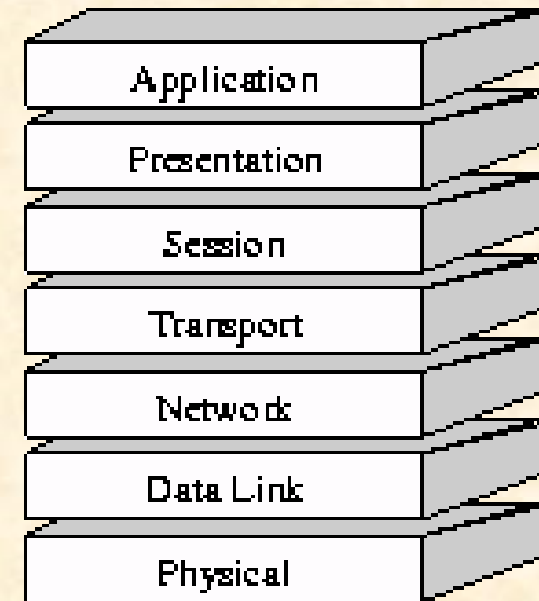 Application
Presentation
Session
Transport
Network
Data Link
Physical